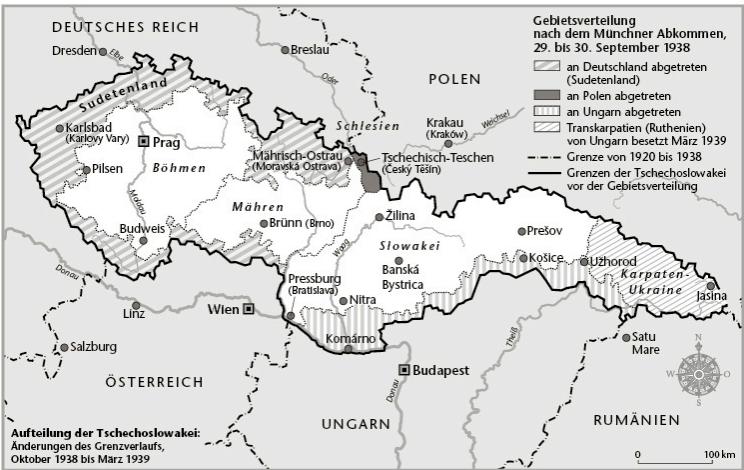 Gebietsverteilung
nach dem Münchner Abkommen,
29. bis 30. September 1938
an Deutschland abgetreten
(Sudetenland)
an Polen abgetreten
an Ungarn abgetreten
Transkarpatien (Ruthenien)
von Ungarn besetzt März 1939
Grenze von 1920 bis 1938
Grenzen der Tschechoslowakei
vor der Gebietsverteilung
DEUTSCHES REICH
Dresden
Elbe
Breslau
Oder
POLEN
Sudetenland
Schlesien
Krakau
(Kraków)
Weichsel
Karlsbad
(Karlovy Vary)
Prag
Pilsen
Böhmen
Moldau
Mährisch-Ostrau
(Moravská Ostrava)
Tschechisch-Teschen
(Český Těšín)
Mähren
Brünn (Brno)
Budweis
Žilina
Waag
Slowakei
Prešov
Banská
Bystrica
Košice
Užhorod
Karpaten-
Ukraine
Jasina
Donau
Pressburg
(Bratislava)
Nitra
Linz
Wien
Komárno
Theiß
Satu
Mare
Salzburg
Budapest
Donau
ÖSTERREICH
UNGARN
RUMÄNIEN
N
W
O
S
Aufteilung der Tschechoslowakei:
Änderungen des Grenzverlaufs,
Oktober 1938 bis März 1939
0 100 km